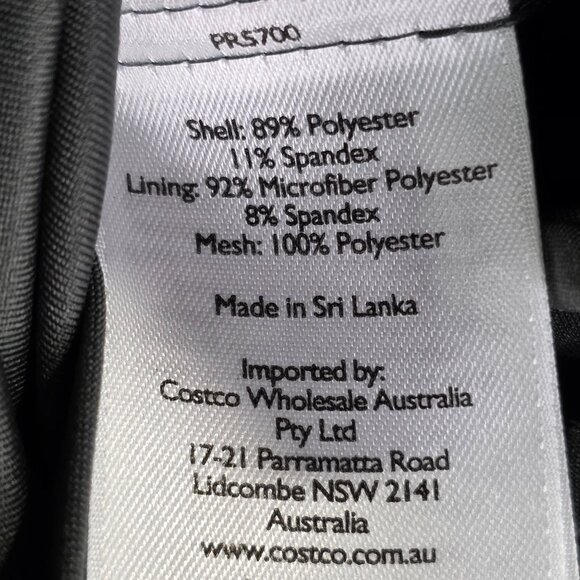 PR5700
Shell: 89% Polyester
11% Spandex
Lining: 92% Microfiber Polyester
8% Spandex
Mesh: 100% Polyester
Made in Sri Lanka
Imported by:
Costco Wholesale Australia
Pty Ltd
17-21 Parramatta Road
Lidcombe NSW 2141
Australia
www.costco.com.au